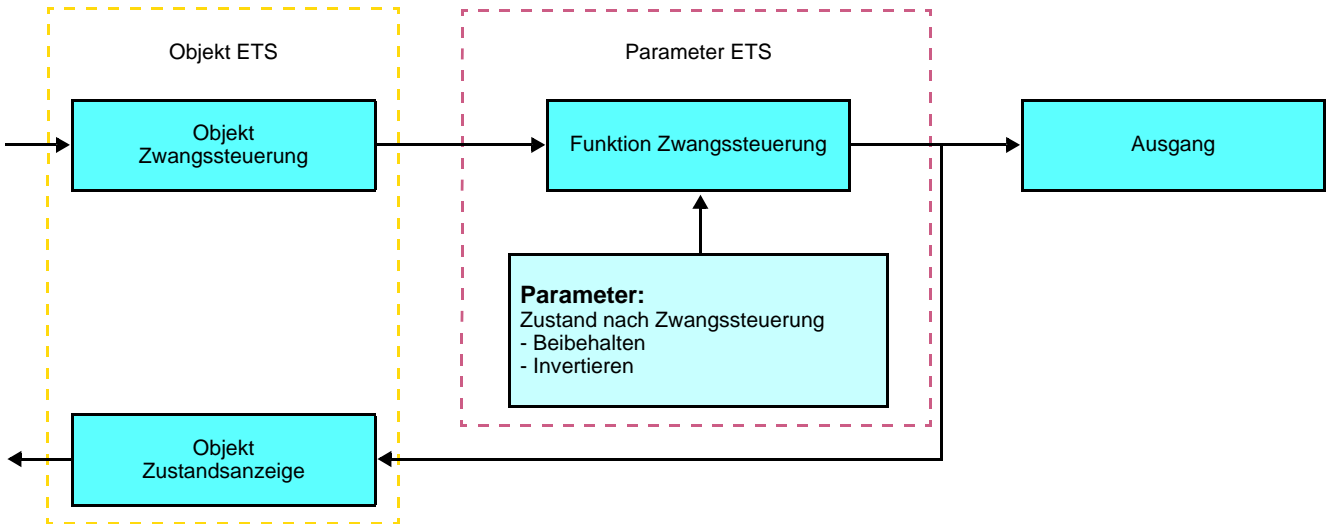 Objekt ETS
Parameter ETS
Objekt
Zwangssteuerung
Funktion Zwangssteuerung
Ausgang
Parameter:
Zustand nach Zwangssteuerung
- Beibehalten
- Invertieren
Objekt
Zustandsanzeige